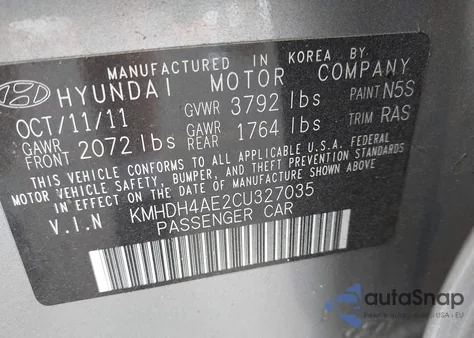 MANUFACTURED IN KOREA BY
HYUNDAI MOTOR COMPANY
OCT/11/11 GVWR 3792 lbs PAINT N5S
GAWR FRONT 2072 lbs GAWR REAR 1764 lbs TRIM RAS
THIS VEHICLE CONFORMS TO ALL APPLICABLE U.S.A. FEDERAL
MOTOR VEHICLE SAFETY, BUMPER, AND THEFT PREVENTION STANDARDS
IN EFFECT ON THE DATE OF MANUFACTURE SHOWN ABOVE.
V.I.N KMHDH4AE2CU327035
PASSENGER CAR
autoSnap